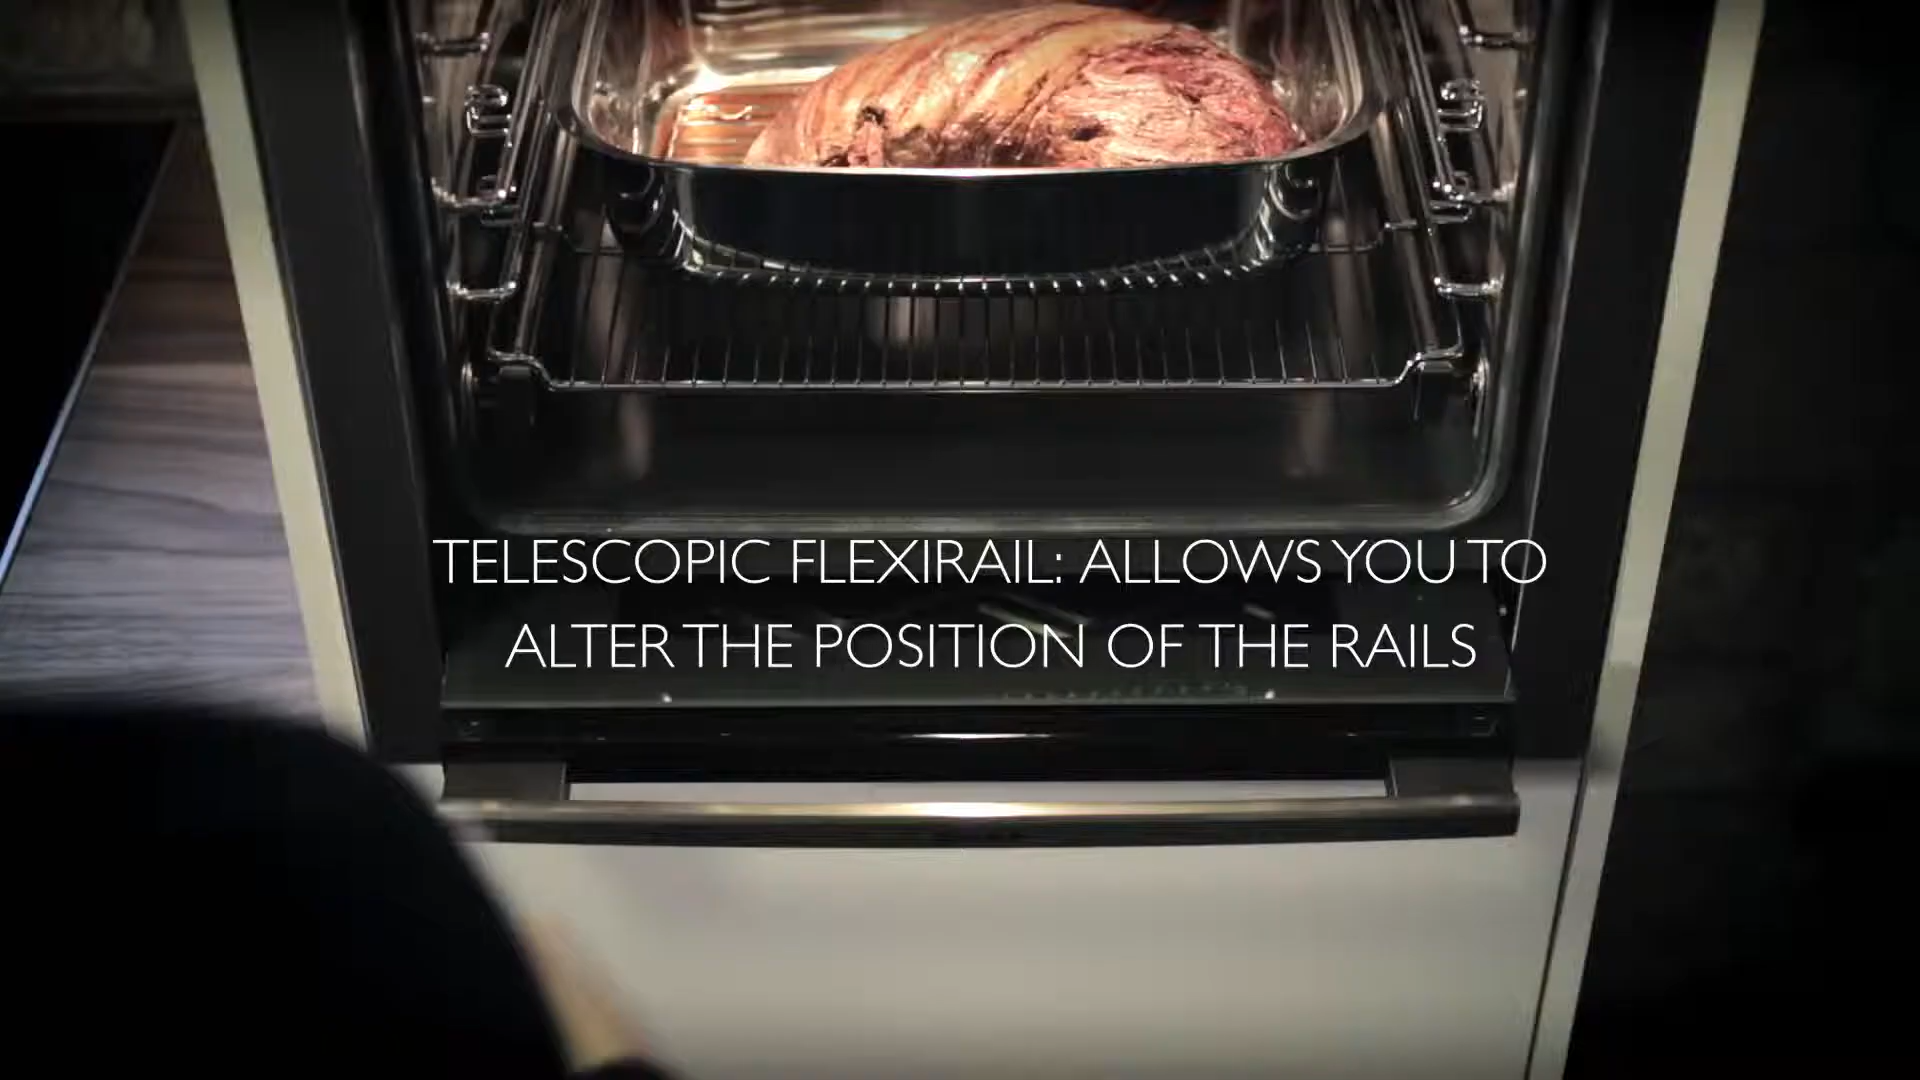 TELESCOPIC FLEXIRAIL: ALLOWS YOU TO
ALTER THE POSITION OF THE RAILS